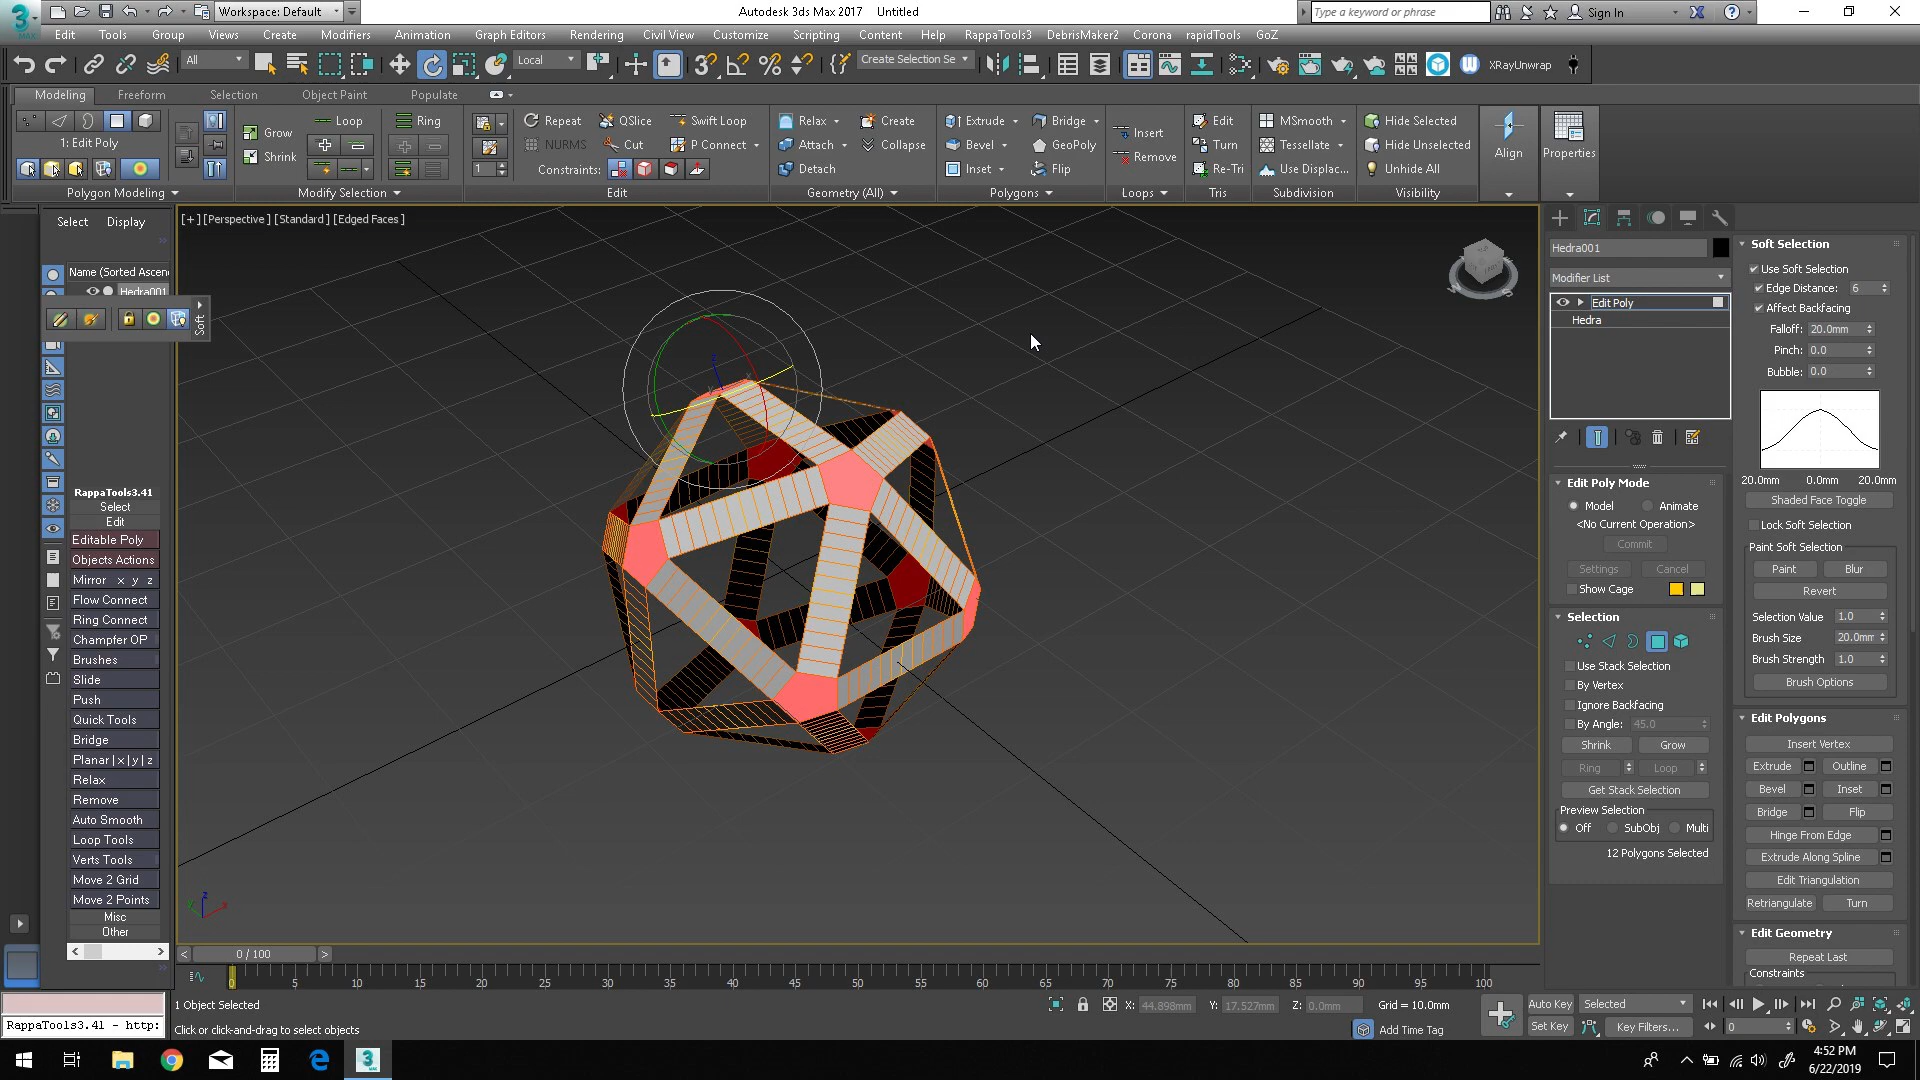 Workspace: Default
Autodesk 3ds Max 2017 Untitled
Type a keyword or phrase
Sign In
Edit Tools Group Views Create Modifiers Animation Graph Editors Rendering Civil View Customize Scripting Content Help RappaTools3 DebrisMaker2 Corona rapidTools GoZ
All
Local
Create Selection Se
XRayUnwrap
Modeling Freeform Selection Object Paint Populate
1: Edit Poly
Polygon Modeling
Grow
Shrink
Loop
Ring
Modify Selection
1
Repeat QSlice Swift Loop
NURMS Cut P Connect
Constraints:
Edit
Relax Create
Attach Collapse
Detach
Geometry (All)
Extrude Bridge
Bevel GeoPoly
Inset Flip
Polygons
Insert
Remove
Loops
Edit
Turn
Re-Tri
Tris
MSmooth
Tessellate
Use Displac...
Subdivision
Hide Selected
Hide Unselected
Unhide All
Visibility
Align
Properties
Select Display
Name (Sorted Ascen
Hedra001
Soft
RappaTools3.41
Select
Edit
Editable Poly
Objects Actions
Mirror x y z
Flow Connect
Ring Connect
Champfer OP
Brushes
Slide
Push
Quick Tools
Bridge
Planar|x|y|z
Relax
Remove
Auto Smooth
Loop Tools
Verts Tools
Move 2 Grid
Move 2 Points
Misc
Other
[+] [Perspective ] [Standard ] [Edged Faces ]
Hedra001
Modifier List
Edit Poly
Hedra
Edit Poly Mode
Model Animate
<No Current Operation>
Commit
Settings Cancel
Show Cage
Selection
Use Stack Selection
By Vertex
Ignore Backfacing
By Angle: 45.0
Shrink Grow
Ring Loop
Get Stack Selection
Preview Selection
Off SubObj Multi
12 Polygons Selected
Soft Selection
Use Soft Selection
Edge Distance: 6
Affect Backfacing
Falloff: 20.0mm
Pinch: 0.0
Bubble: 0.0
20.0mm 0.0mm 20.0mm
Shaded Face Toggle
Lock Soft Selection
Paint Soft Selection
Paint Blur
Revert
Selection Value 1.0
Brush Size 20.0mm
Brush Strength 1.0
Brush Options
Edit Polygons
Insert Vertex
Extrude Outline
Bevel Inset
Bridge Flip
Hinge From Edge
Extrude Along Spline
Edit Triangulation
Retriangulate Turn
Edit Geometry
Repeat Last
Constraints
0 / 100
0 5 10 15 20 25 30 35 40 45 50 55 60 65 70 75 80 85 90 95 100
1 Object Selected
X: 44.898mm Y: 17.527mm Z: 0.0mm Grid = 10.0mm
Auto Key Selected
RappaTools3.41 - http:
Click or click-and-drag to select objects
Add Time Tag
Set Key Key Filters...
0
4:52 PM
6/22/2019